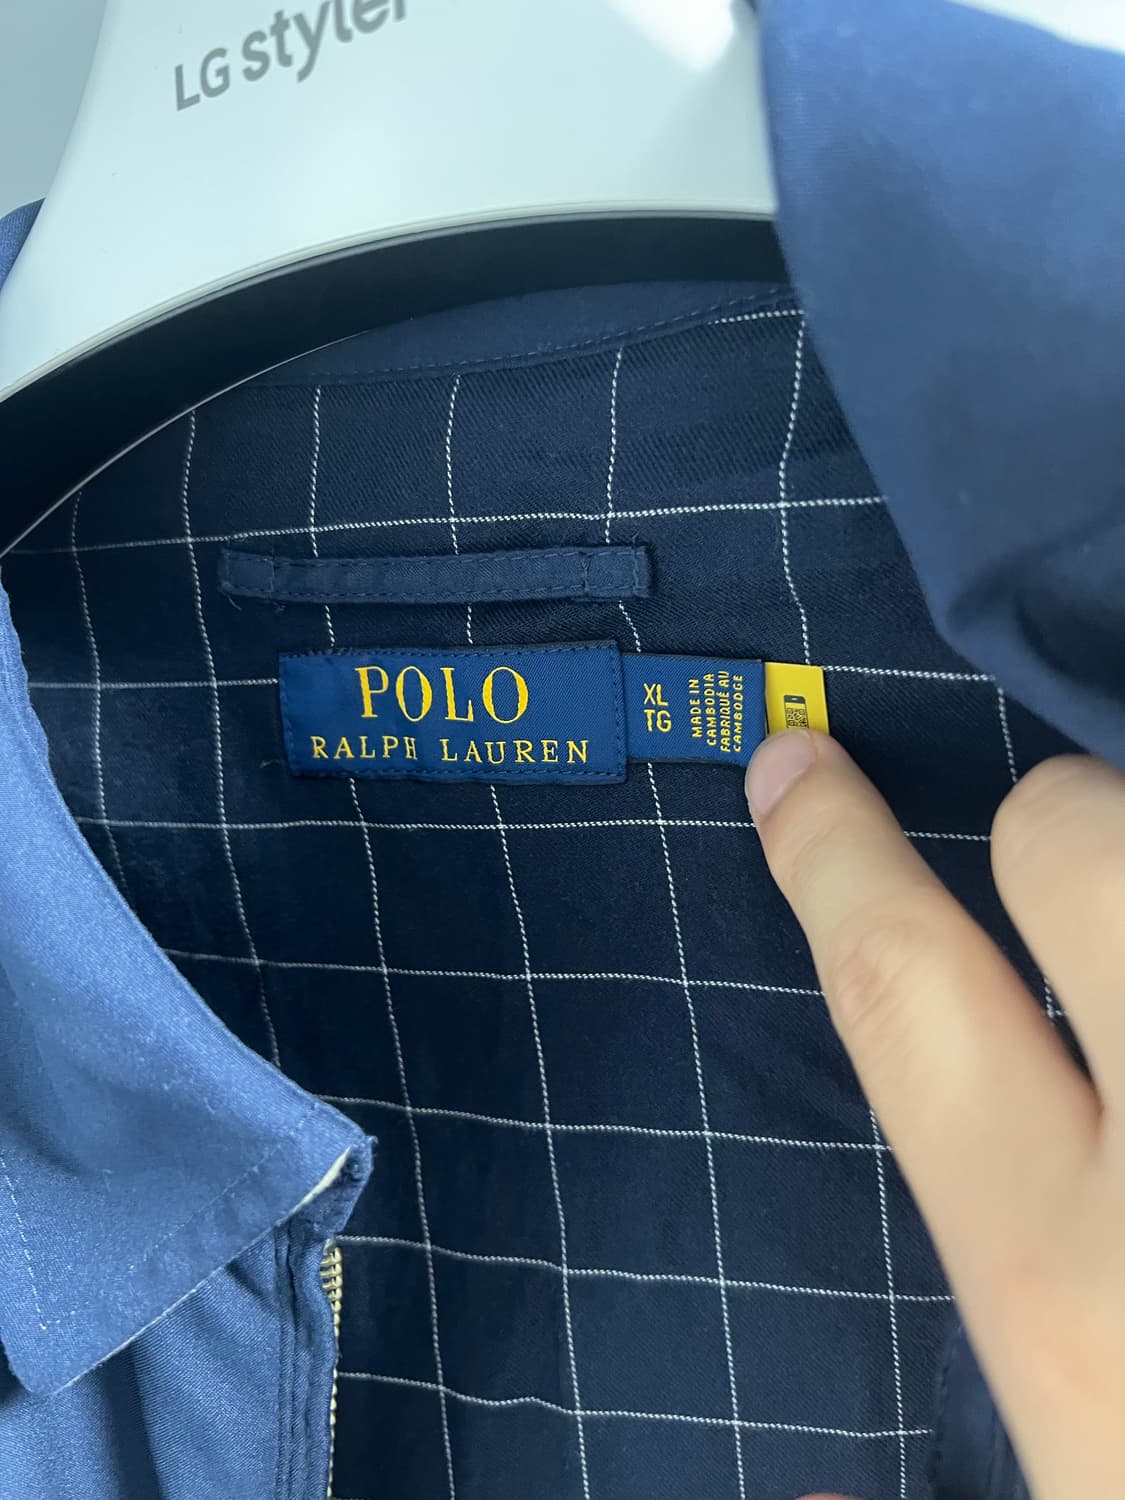 LG styler
POLO
RALPH LAUREN
XL
TG
MADE IN
CAMBODIA
FABRIQUÉ AU
CAMBODGE